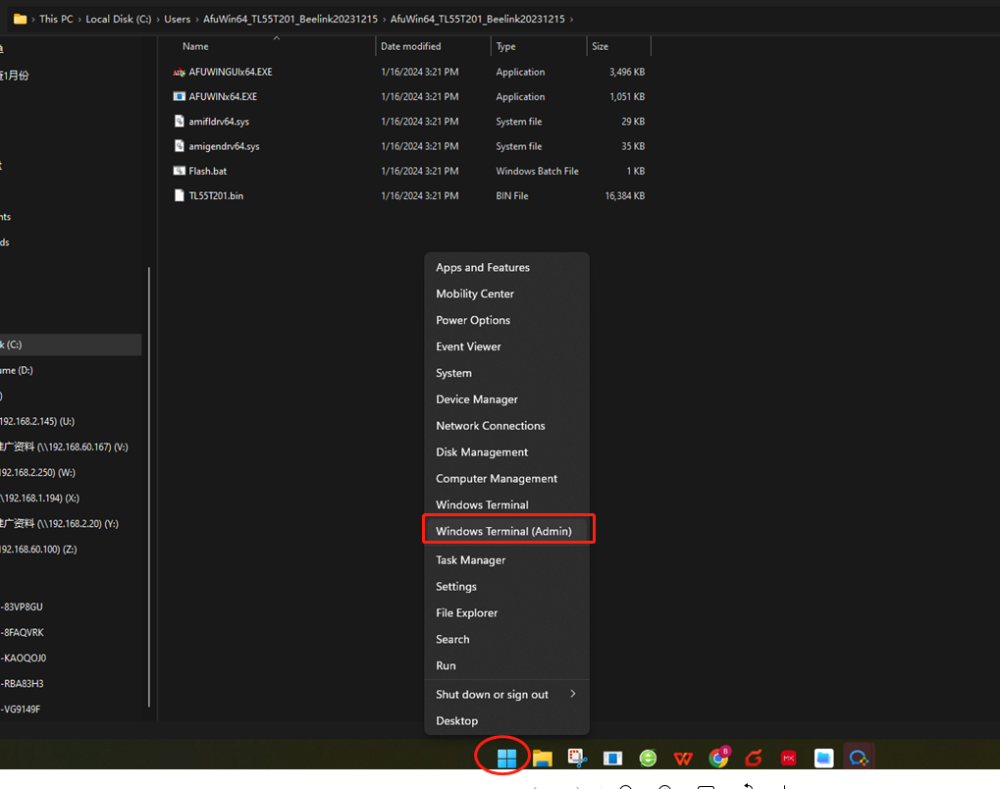 This PC › Local Disk (C:) › Users › AfuWin64_TL55T201_Beelink20231215 › AfuWin64_TL55T201_Beelink20231215 ›
Name Date modified Type Size
AFUWINGUIx64.EXE 1/16/2024 3:21 PM Application 3,496 KB
AFUWINx64.EXE 1/16/2024 3:21 PM Application 1,051 KB
amifldrv64.sys 1/16/2024 3:21 PM System file 29 KB
amigendrv64.sys 1/16/2024 3:21 PM System file 35 KB
Flash.bat 1/16/2024 3:21 PM Windows Batch File 1 KB
TL55T201.bin 1/16/2024 3:21 PM BIN File 16,384 KB
1月份
nts
ds
k (C:)
ume (D:)
)
192.168.2.145) (U:)
广资料 (\\192.168.60.167) (V:)
92.168.2.250) (W:)
\192.168.1.194) (X:)
广资料 (\\192.168.2.20) (Y:)
92.168.60.100) (Z:)
-83VP8GU
-8FAQVRK
-KAOQOJ0
-RBA83H3
-VG9149F
Apps and Features
Mobility Center
Power Options
Event Viewer
System
Device Manager
Network Connections
Disk Management
Computer Management
Windows Terminal
Windows Terminal (Admin)
Task Manager
Settings
File Explorer
Search
Run
Shut down or sign out
Desktop
8
MK